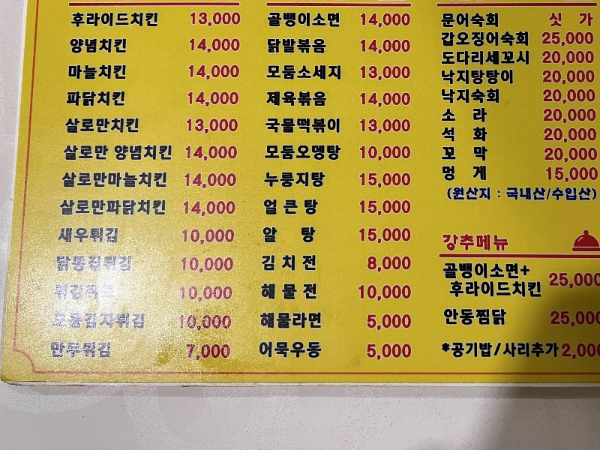 후라이드치킨 13,000
양념치킨 14,000
마늘치킨 14,000
파닭치킨 14,000
살로만치킨 13,000
살로만 양념치킨 14,000
살로만마늘치킨 14,000
살로만파닭치킨 14,000
새우튀김 10,000
닭똥집튀김 10,000
10,000
모듬감자튀김 10,000
만두튀김 7,000
골뱅이소면 14,000
닭발볶음 14,000
모둠소세지 13,000
제육볶음 14,000
국물떡볶이 13,000
모둠오뎅탕 10,000
누룽지탕 15,000
얼큰탕 15,000
알 탕 15,000
김치전 8,000
해물전 10,000
해물라면 5,000
어묵우동 5,000
문어숙회 싯 가
갑오징어숙회 25,000
도다리세꼬시 20,000
낙지탕탕이 20,000
낙지숙회 20,000
소 라 20,000
석 화 20,000
꼬 막 20,000
멍 게 15,000
(원산지 : 국내산/수입산)
강추메뉴
골뱅이소면+
후라이드치킨 25,000
안동찜닭 25,000
*공기밥/사리추가 2,000